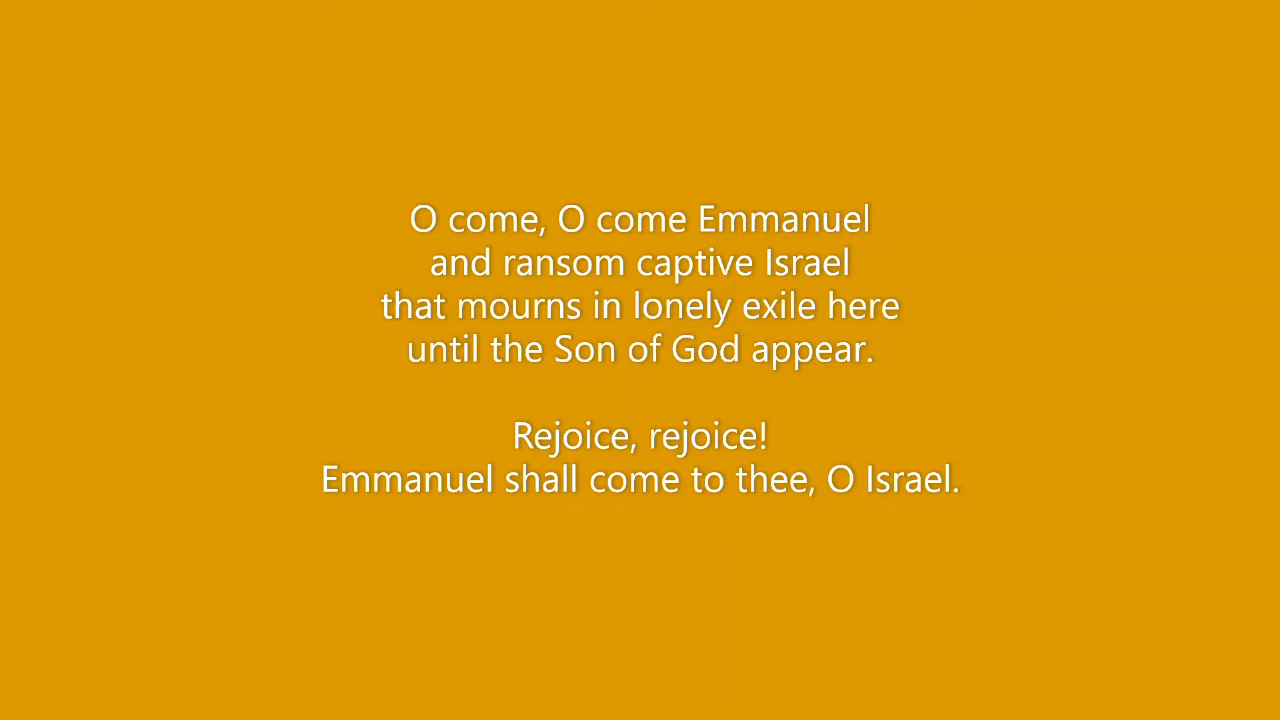 O come, O come Emmanuel
and ransom captive Israel
that mourns in lonely exile here
until the Son of God appear.
Rejoice, rejoice!
Emmanuel shall come to thee, O Israel.